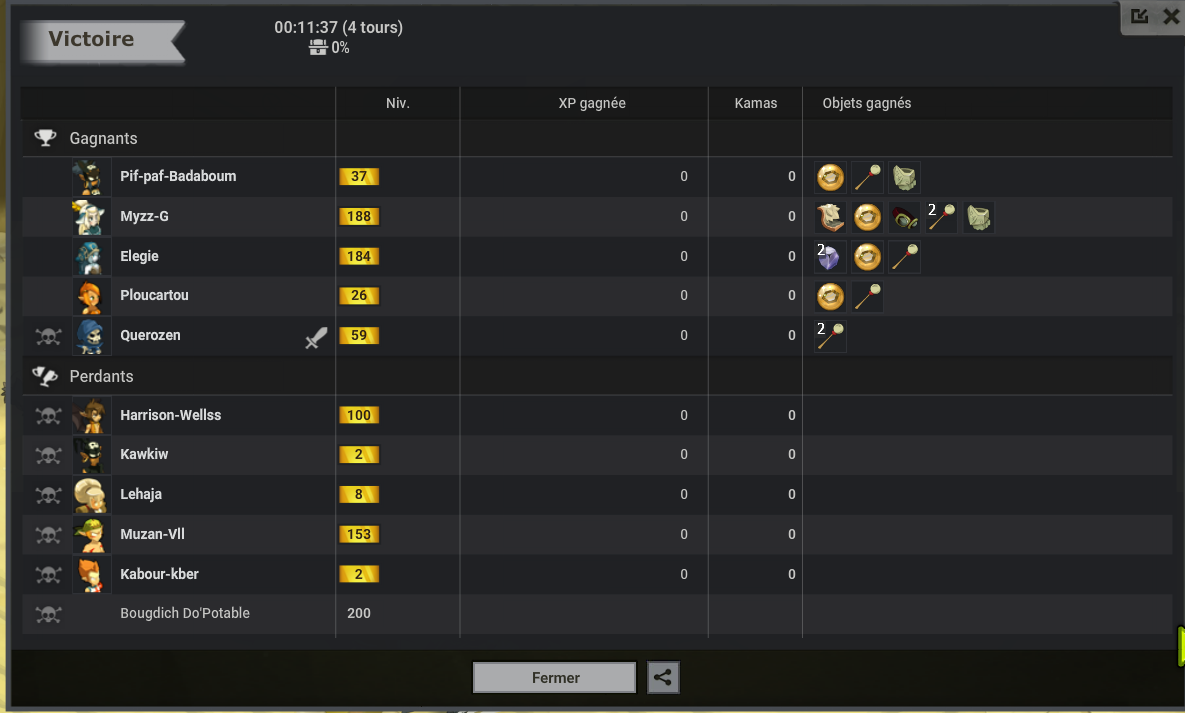 Victoire
00:11:37 (4 tours)
0%
Niv. XP gagnée Kamas Objets gagnés
Gagnants
Pif-paf-Badaboum 37 0 0
Myzz-G 188 0 0 2
Elegie 184 0 0 2
Ploucartou 26 0 0
Querozen 59 0 0 2
Perdants
Harrison-Wellss 100 0 0
Kawkiw 2 0 0
Lehaja 8 0 0
Muzan-Vll 153 0 0
Kabour-kber 2 0 0
Bougdich Do'Potable 200
Fermer